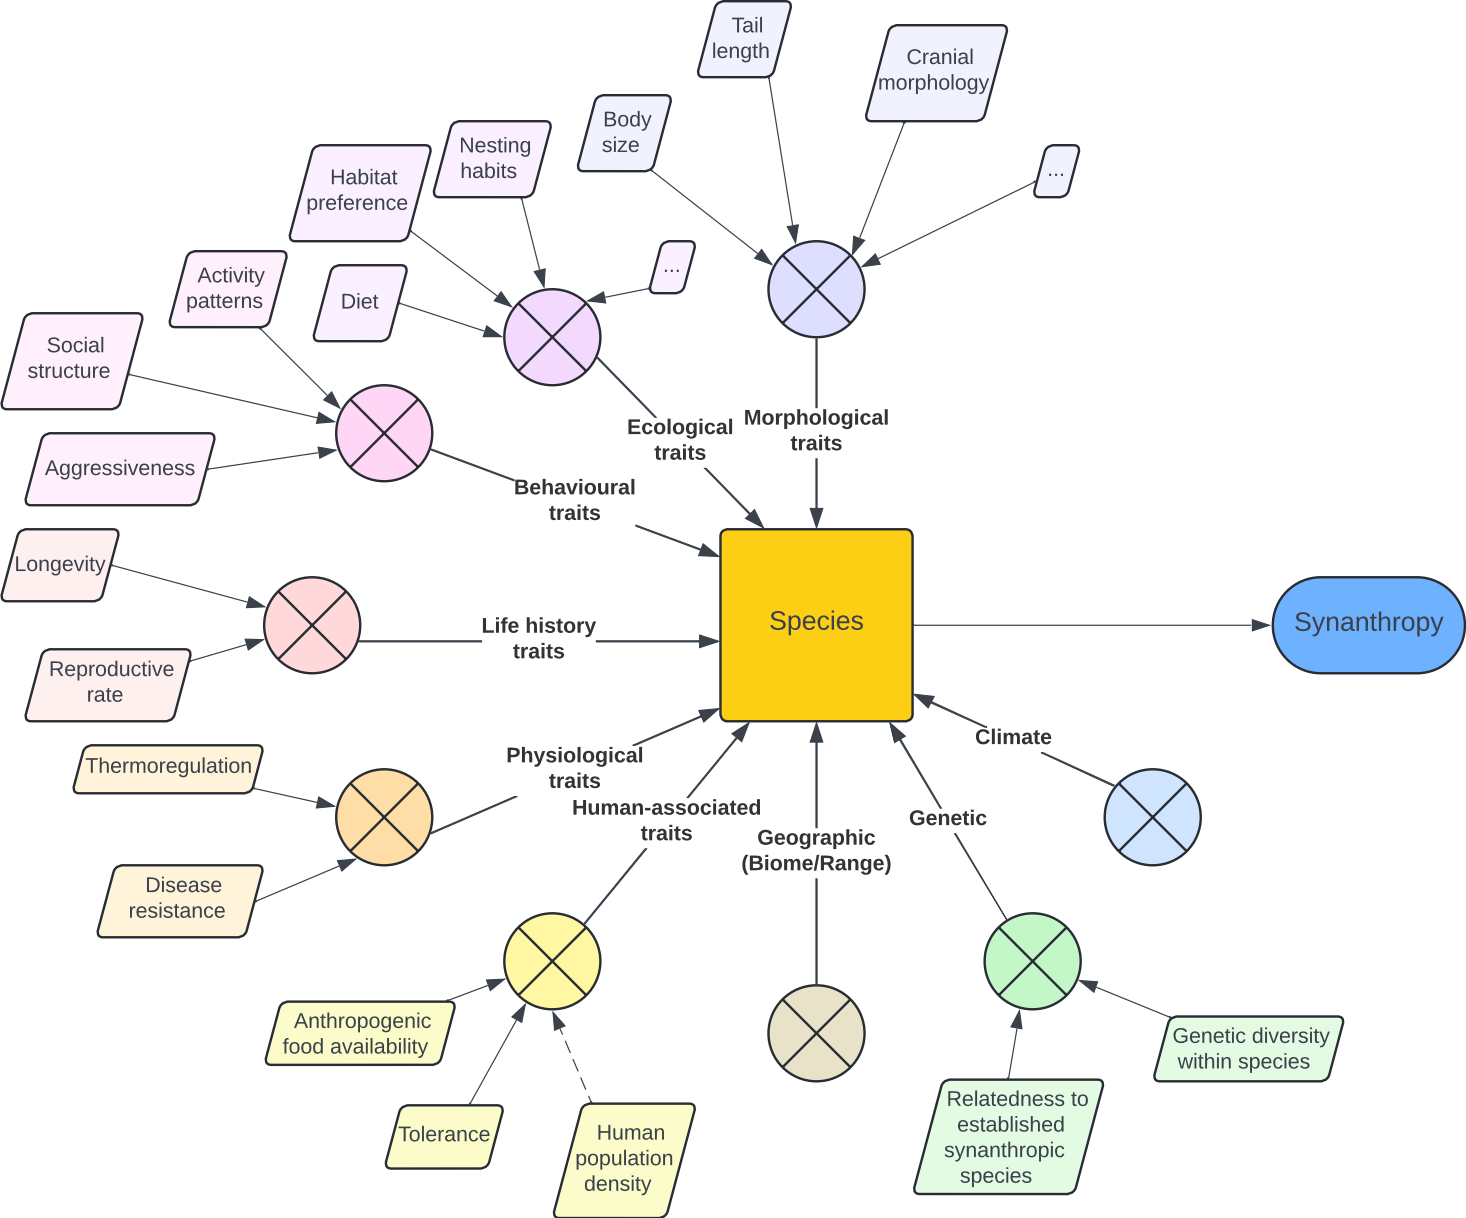 Tail
length
Cranial
morphology
Body
size
...
Nesting
habits
Habitat
preference
...
Activity
patterns
Diet
Social
structure
Aggressiveness
Ecological
traits
Morphological
traits
Behavioural
traits
Longevity
Life history
traits
Reproductive
rate
Species
Synanthropy
Thermoregulation
Physiological
traits
Climate
Human-associated
traits
Geographic
(Biome/Range)
Genetic
Disease
resistance
Anthropogenic
food availability
Tolerance
Human
population
density
Genetic diversity
within species
Relatedness to
established
synanthropic
species